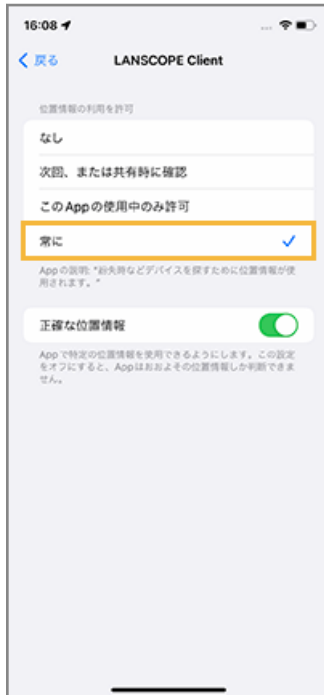 16:08
戻る
LANSCOPE Client
位置情報の利用を許可
なし
次回、または共有時に確認
このAppの使用中のみ許可
常に
Appの説明: “紛失時などデバイスを探すために位置情報が使
用されます。”
正確な位置情報
Appで特定の位置情報を使用できるようにします。この設定
をオフにすると、Appはおおよその位置情報しか判断できま
せん。